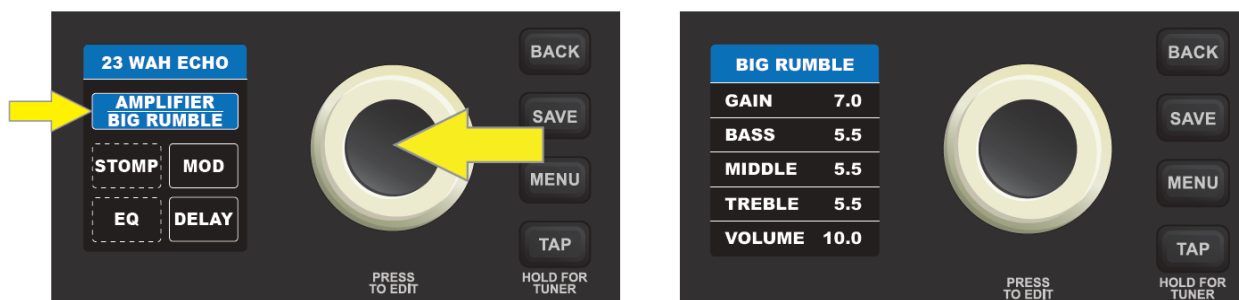 23 WAH ECHO
AMPLIFIER
BIG RUMBLE
STOMP MOD
EQ DELAY
PRESS
TO EDIT
BACK
SAVE
MENU
TAP
HOLD FOR
TUNER
BIG RUMBLE
GAIN 7.0
BASS 5.5
MIDDLE 5.5
TREBLE 5.5
VOLUME 10.0
PRESS
TO EDIT
BACK
SAVE
MENU
TAP
HOLD FOR
TUNER